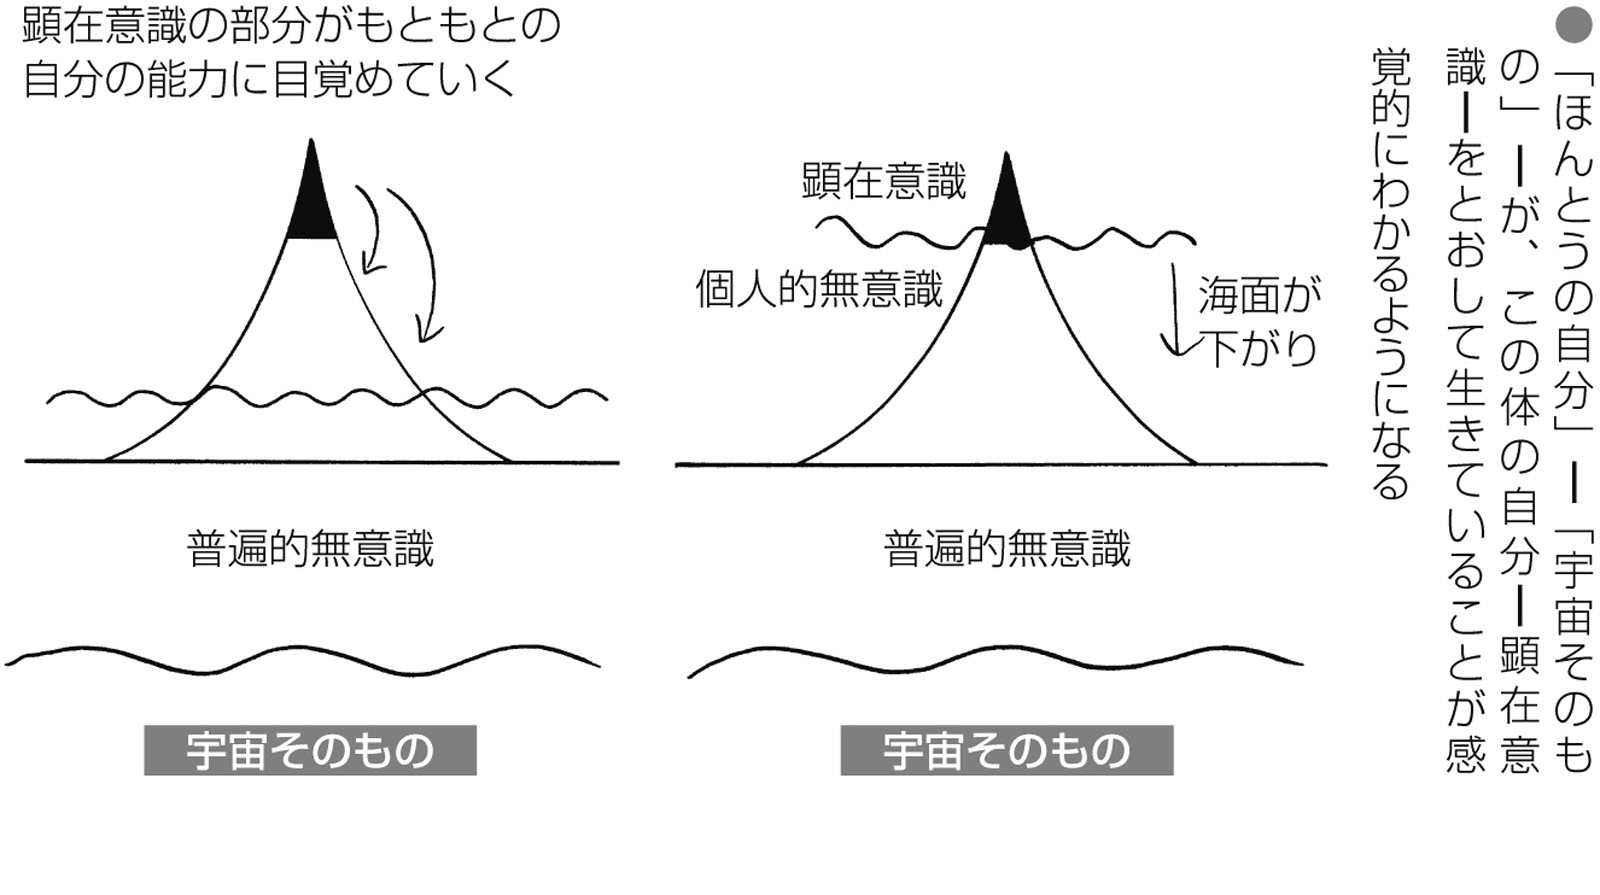 ●「ほんとうの自分」ー「宇宙そのも
の」ーが、この体の自分ー顕在意
識ーをとおして生きていることが感
覚的にわかるようになる
顕在意識
個人的無意識
海面が
下がり
普遍的無意識
宇宙そのもの
顕在意識の部分がもともとの
自分の能力に目覚めていく
普遍的無意識
宇宙そのもの